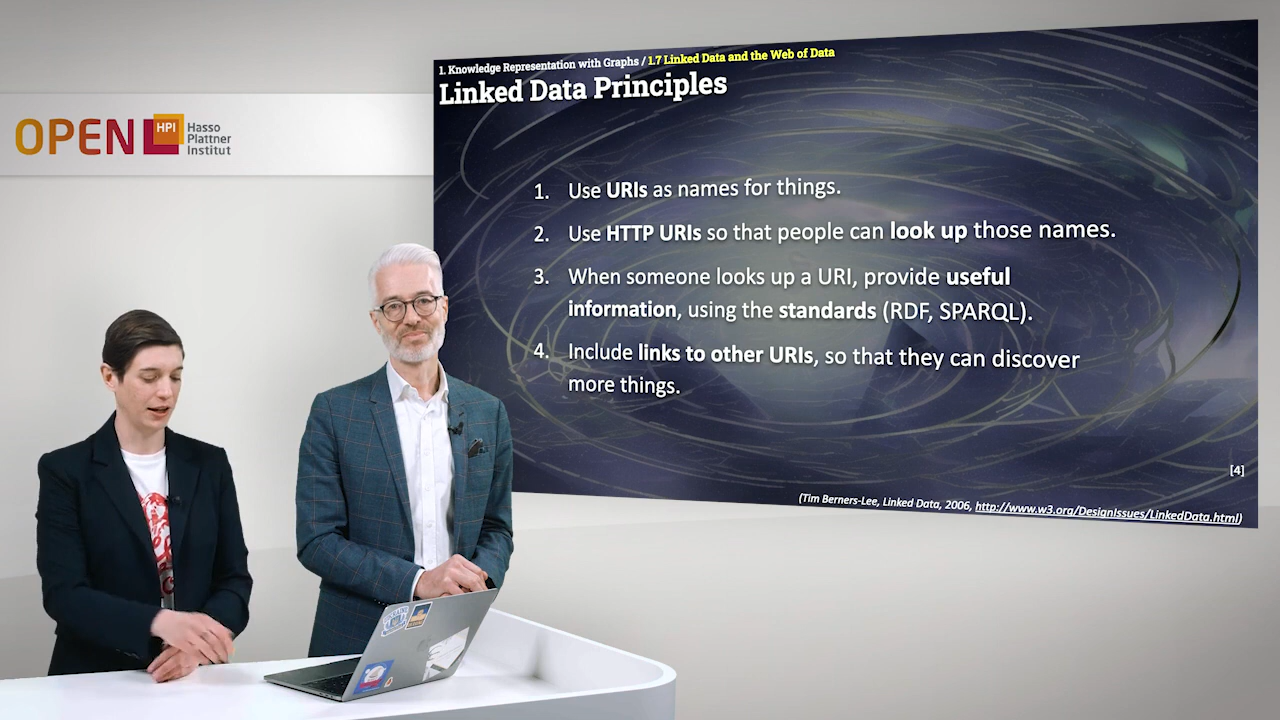 1. Knowledge Representation with Graphs / 1.7 Linked Data and the Web of Data
Linked Data Principles
OPEN HPI Hasso
Plattner
Institut
1. Use URIs as names for things.
2. Use HTTP URIs so that people can look up those names.
3. When someone looks up a URI, provide useful
information, using the standards (RDF, SPARQL).
4. Include links to other URIs, so that they can discover
more things.
[4]
(Tim Berners-Lee, Linked Data, 2006, http://www.w3.org/DesignIssues/LinkedData.html)